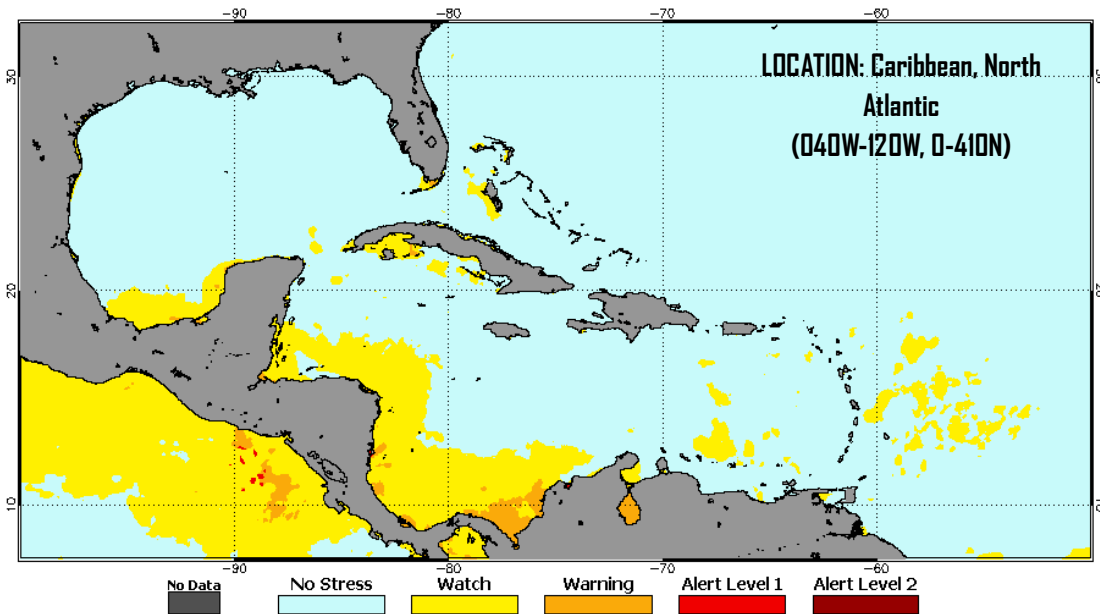 -90 -80 -70 -60
LOCATION: Caribbean, North
Atlantic
(040W-120W, 0-410N)
30
20
10
-90 -80 -70 -60
No Data No Stress Watch Warning Alert Level 1 Alert Level 2